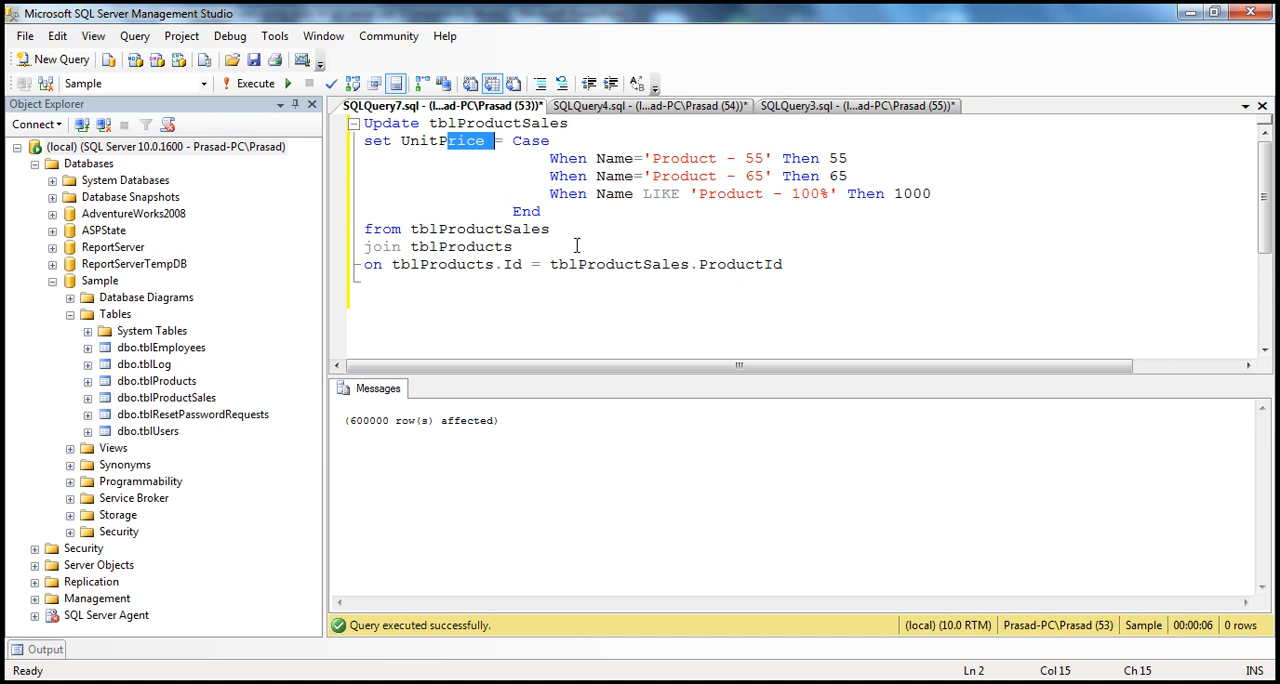 Microsoft SQL Server Management Studio
File Edit View Query Project Debug Tools Window Community Help
New Query
Sample Execute
Object Explorer
SQLQuery7.sql - (l...ad-PC\Prasad (53))* SQLQuery4.sql - (l...ad-PC\Prasad (54))* SQLQuery3.sql - (l...ad-PC\Prasad (55))*
Connect
(local) (SQL Server 10.0.1600 - Prasad-PC\Prasad)
Databases
System Databases
Database Snapshots
AdventureWorks2008
ASPState
ReportServer
ReportServerTempDB
Sample
Database Diagrams
Tables
System Tables
dbo.tblEmployees
dbo.tblLog
dbo.tblProducts
dbo.tblProductSales
dbo.tblResetPasswordRequests
dbo.tblUsers
Views
Synonyms
Programmability
Service Broker
Storage
Security
Security
Server Objects
Replication
Management
SQL Server Agent
Update tblProductSales
set UnitPrice = Case
When Name='Product - 55' Then 55
When Name='Product - 65' Then 65
When Name LIKE 'Product - 100%' Then 1000
End
from tblProductSales
join tblProducts
on tblProducts.Id = tblProductSales.ProductId
Messages
(600000 row(s) affected)
Query executed successfully. (local) (10.0 RTM) Prasad-PC\Prasad (53) Sample 00:00:06 0 rows
Output
Ready Ln 2 Col 15 Ch 15 INS